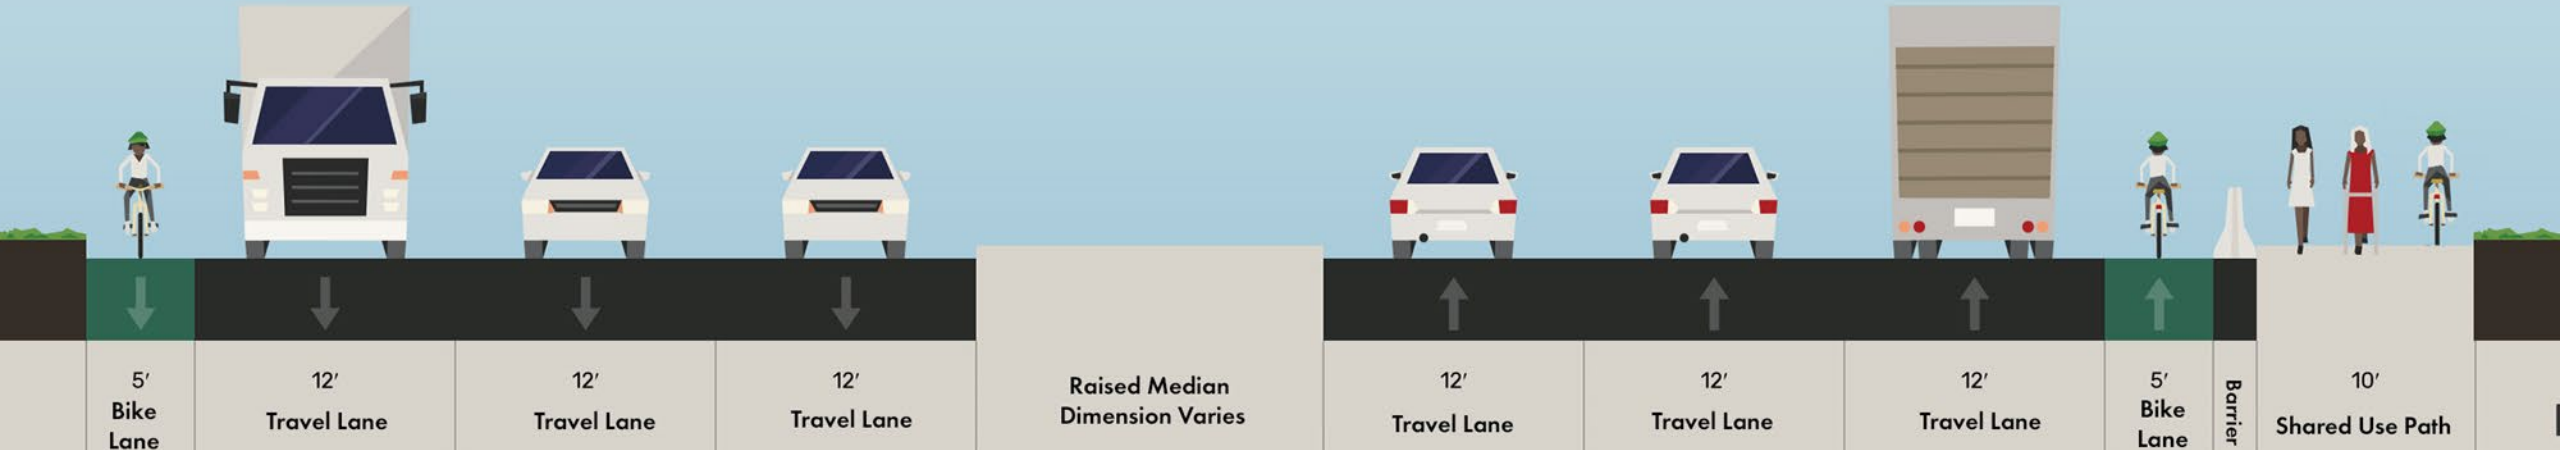 5′
Bike
Lane
12′
Travel Lane
12′
Travel Lane
12′
Travel Lane
Raised Median
Dimension Varies
12′
Travel Lane
12′
Travel Lane
12′
Travel Lane
5′
Bike
Lane
Barrier
10′
Shared Use Path